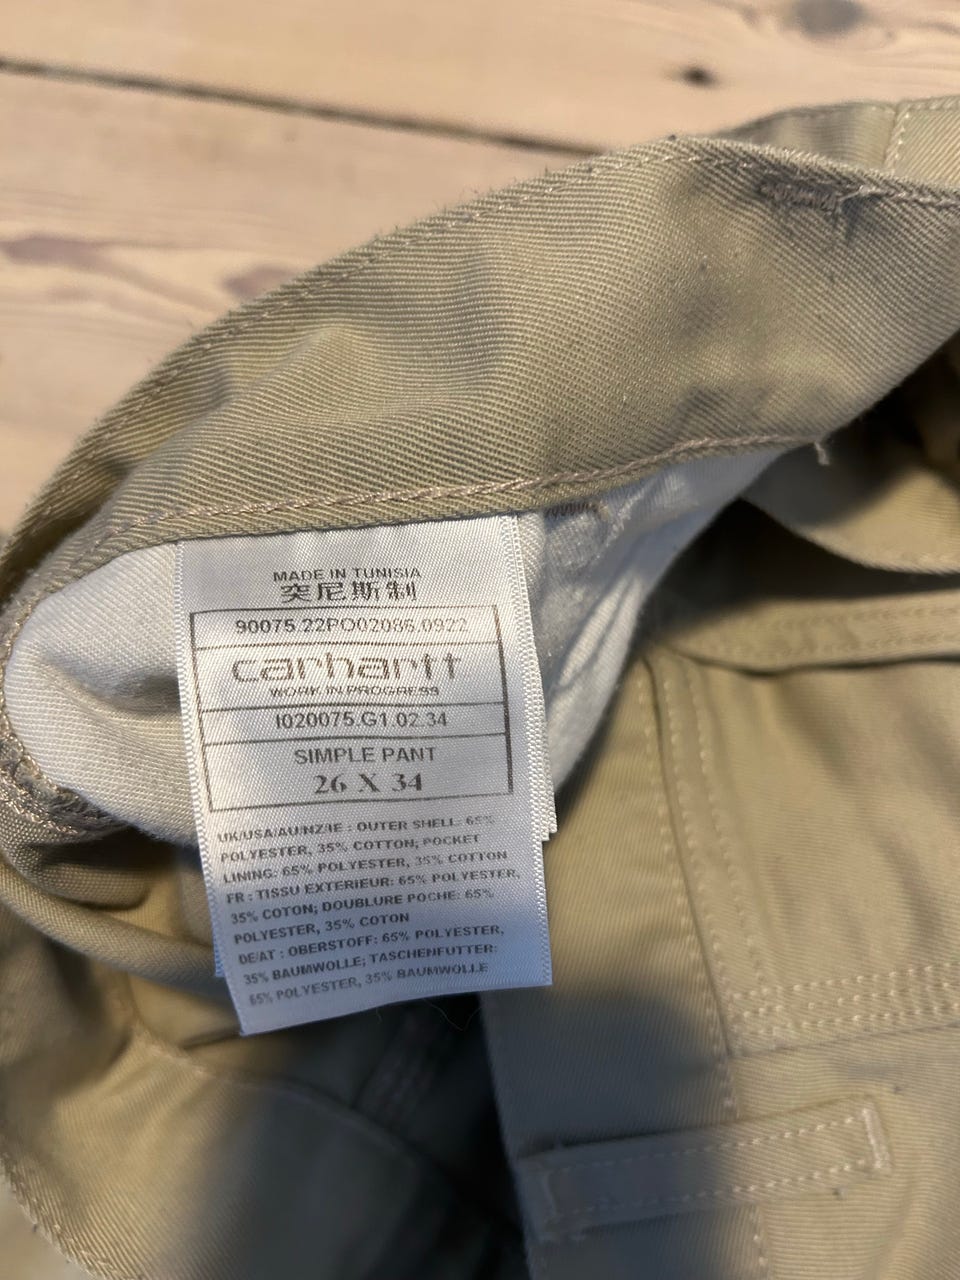 MADE IN TUNISIA
突尼斯制
90075.22PO02086.0922
carhartt
WORK IN PROGRESS
I020075.G1.02.34
SIMPLE PANT
26 X 34
UK/USA/AU/NZ/IE : OUTER SHELL: 65%
POLYESTER, 35% COTTON; POCKET
LINING: 65% POLYESTER, 35% COTTON
FR : TISSU EXTERIEUR: 65% POLYESTER,
35% COTON; DOUBLURE POCHE: 65%
POLYESTER, 35% COTON
DE/AT : OBERSTOFF: 65% POLYESTER,
35% BAUMWOLLE; TASCHENFUTTER:
65% POLYESTER, 35% BAUMWOLLE